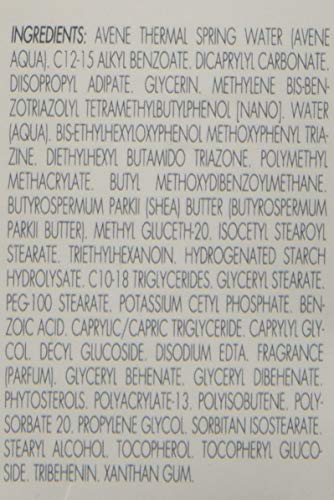 INGREDIENTS: AVENE THERMAL SPRING WATER (AVENE
AQUA). C12-15 ALKYL BENZOATE. DICAPRYLYL CARBONATE.
DIISOPROPYL ADIPATE. GLYCERIN. METHYLENE BIS-BEN-
ZOTRIAZOLYL TETRAMETHYLBUTYLPHENOL [NANO]. WATER
(AQUA). BIS-ETHYLHEXYLOXYPHENOL METHOXYPHENYL TRIA-
ZINE. DIETHYLHEXYL BUTAMIDO TRIAZONE. POLYMETHYL
METHACRYLATE. BUTYL METHOXYDIBENZOYLMETHANE.
BUTYROSPERMUM PARKII (SHEA) BUTTER (BUTYROSPERMUM
PARKII BUTTER). METHYL GLUCETH-20. ISOCETYL STEAROYL
STEARATE. TRIETHYLHEXANOIN. HYDROGENATED STARCH
HYDROLYSATE. C10-18 TRIGLYCERIDES. GLYCERYL STEARATE.
PEG-100 STEARATE. POTASSIUM CETYL PHOSPHATE. BEN-
ZOIC ACID. CAPRYLIC/CAPRIC TRIGLYCERIDE. CAPRYLYL GLY-
COL. DECYL GLUCOSIDE. DISODIUM EDTA. FRAGRANCE
(PARFUM). GLYCERYL BEHENATE. GLYCERYL DIBEHENATE.
PHYTOSTEROLS. POLYACRYLATE-13. POLYISOBUTENE. POLY-
SORBATE 20. PROPYLENE GLYCOL. SORBITAN ISOSTEARATE.
STEARYL ALCOHOL. TOCOPHEROL. TOCOPHERYL GLUCO-
SIDE. TRIBEHENIN. XANTHAN GUM.